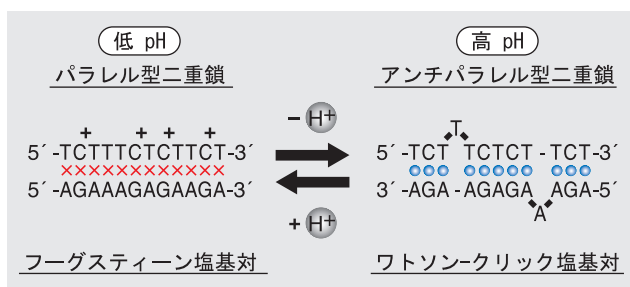 低 pH
パラレル型二重鎖
+ + + +
5´ -TCTTTCTCTTCT-3´
××××××××××××
5´ -AGAAAGAGAAGA-3´
フーグスティーン塩基対
− H+
+ H+
高 pH
アンチパラレル型二重鎖
T
5´ -TCT TCTCT - TCT-3´
3´ -AGA - AGAGA AGA-5´
A
ワトソン−クリック塩基対